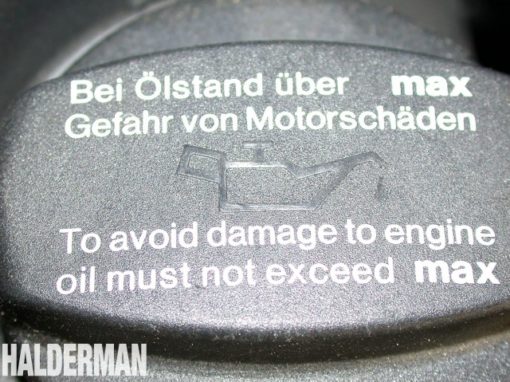 Bei Ölstand über max
Gefahr von Motorschäden
To avoid damage to engine
oil must not exceed max
HALDERMAN